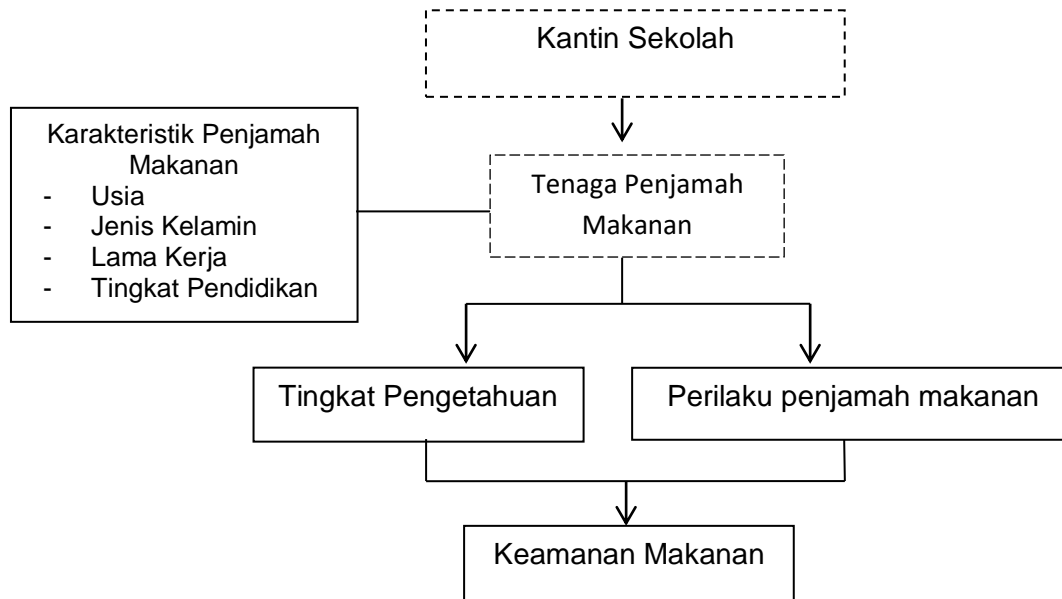 Kantin Sekolah
Karakteristik Penjamah
Makanan
- Usia
- Jenis Kelamin
- Lama Kerja
- Tingkat Pendidikan
Tenaga Penjamah
Makanan
Tingkat Pengetahuan
Perilaku penjamah makanan
Keamanan Makanan